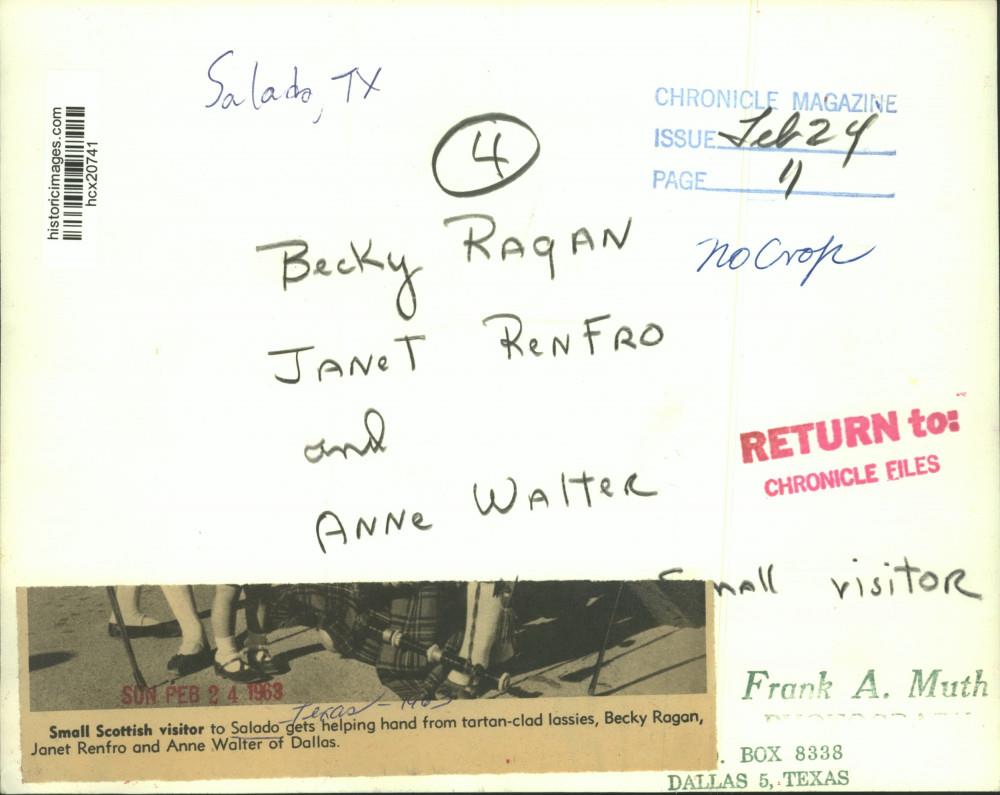 Salado, TX
historicimages.com
hcx20741
4
CHRONICLE MAGAZINE
ISSUE Feb 24
PAGE 11
no crop
Becky RAGAN
JANeT RenFRO
and
ANNe WAlteR
RETURN to:
CHRONICLE FILES
Small visitoR
SUN FEB 24 1963
Texas - 1963
Small Scottish visitor to Salado gets helping hand from tartan-clad lassies, Becky Ragan,
Janet Renfro and Anne Walter of Dallas.
Frank A. Muth
BOX 8338
DALLAS 5, TEXAS